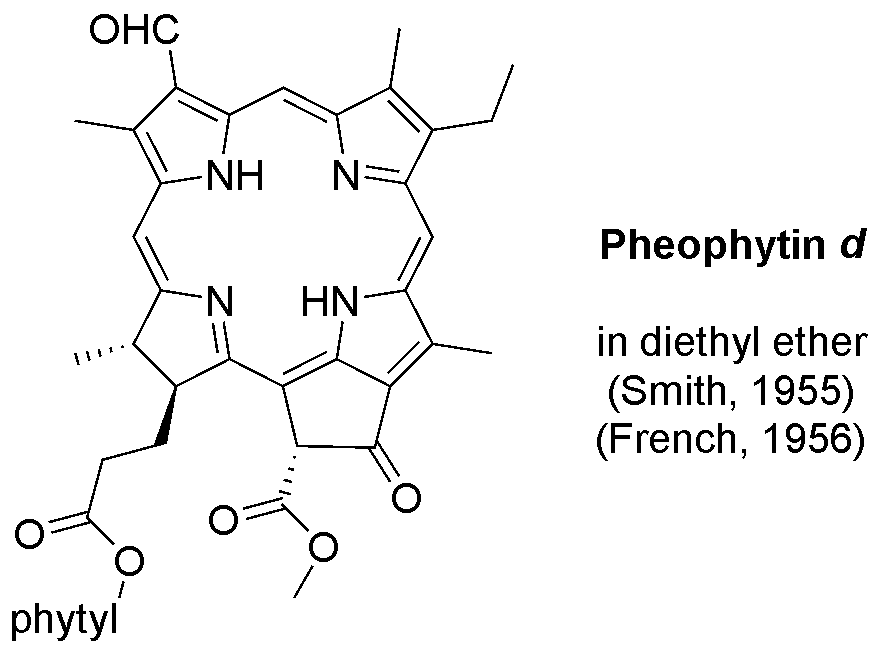 OHC
NH
N
N
HN
Pheophytin d
in diethyl ether
(Smith, 1955)
(French, 1956)
O
O
O
O
O
phytyl